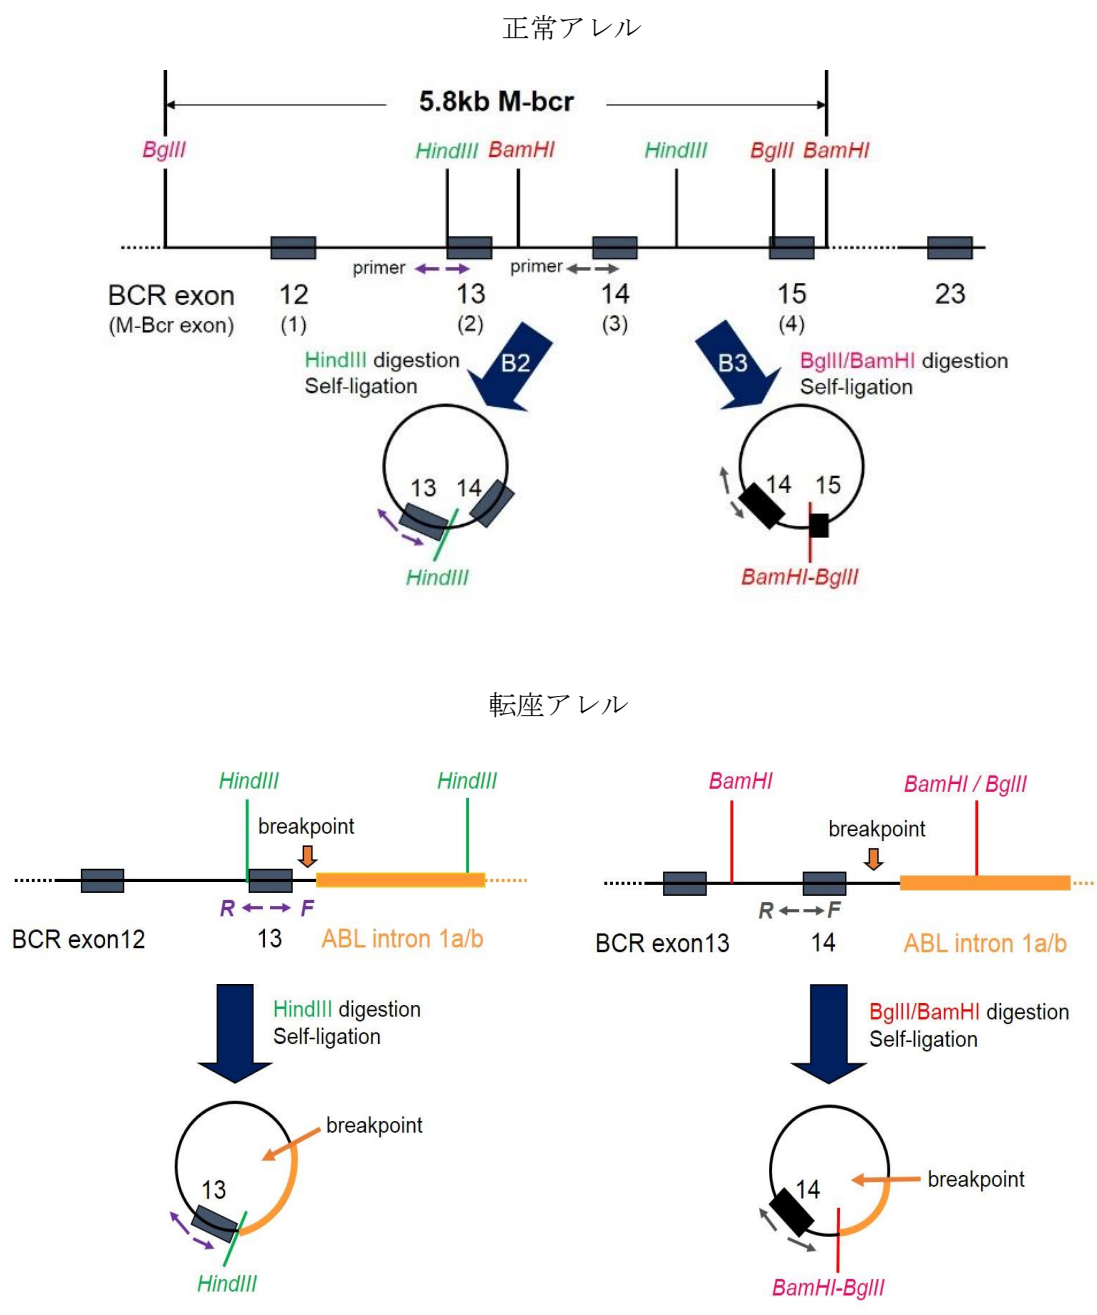 正常アレル
5.8kb M-bcr
BglII HindIII BamHI HindIII BglII BamHI
primer primer
BCR exon 12 13 14 15 23
(M-Bcr exon) (1) (2) (3) (4)
HindIII digestion
Self-ligation
B2
B3
BglII/BamHI digestion
Self-ligation
13 14
HindIII
14 15
BamHI-BglII
転座アレル
HindIII HindIII
breakpoint
R F
BCR exon12 13 ABL intron 1a/b
HindIII digestion
Self-ligation
breakpoint
13
HindIII
BamHI BamHI / BglII
breakpoint
R F
BCR exon13 14 ABL intron 1a/b
BglII/BamHI digestion
Self-ligation
14
breakpoint
BamHI-BglII